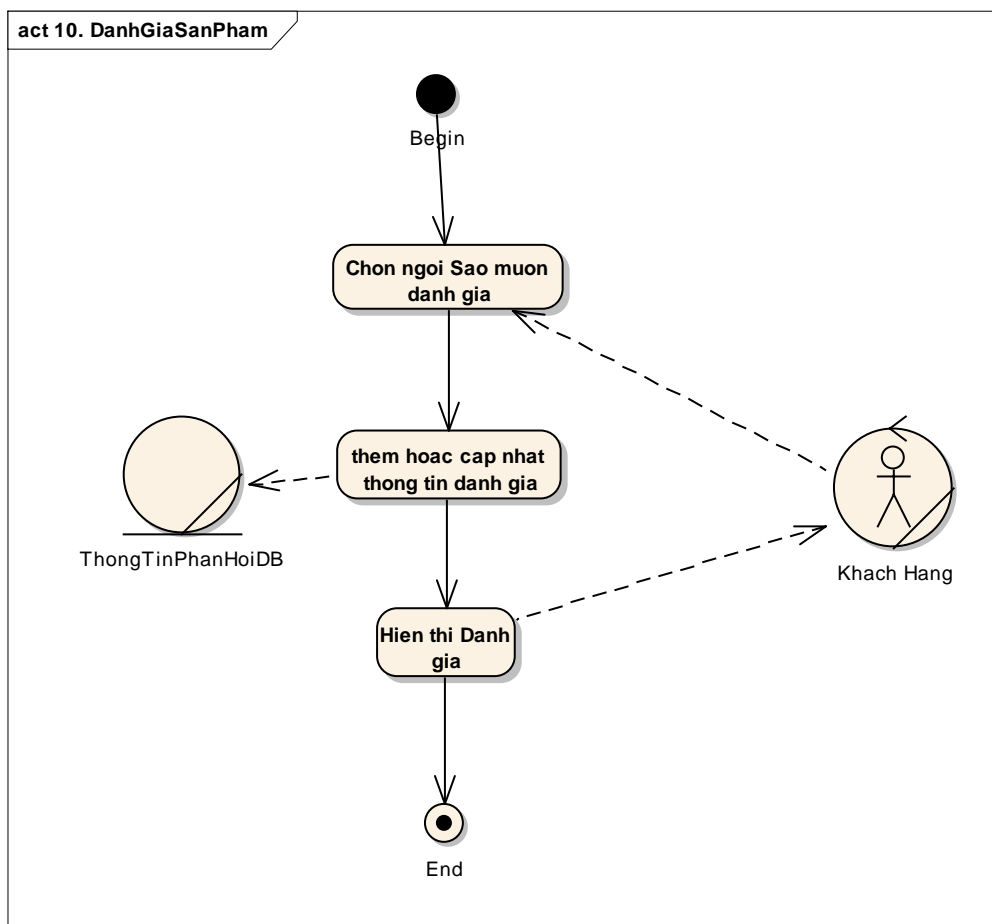 act 10. DanhGiaSanPham
Begin
Chon ngoi Sao muon
danh gia
them hoac cap nhat
thong tin danh gia
ThongTinPhanHoiDB
Khach Hang
Hien thi Danh
gia
End